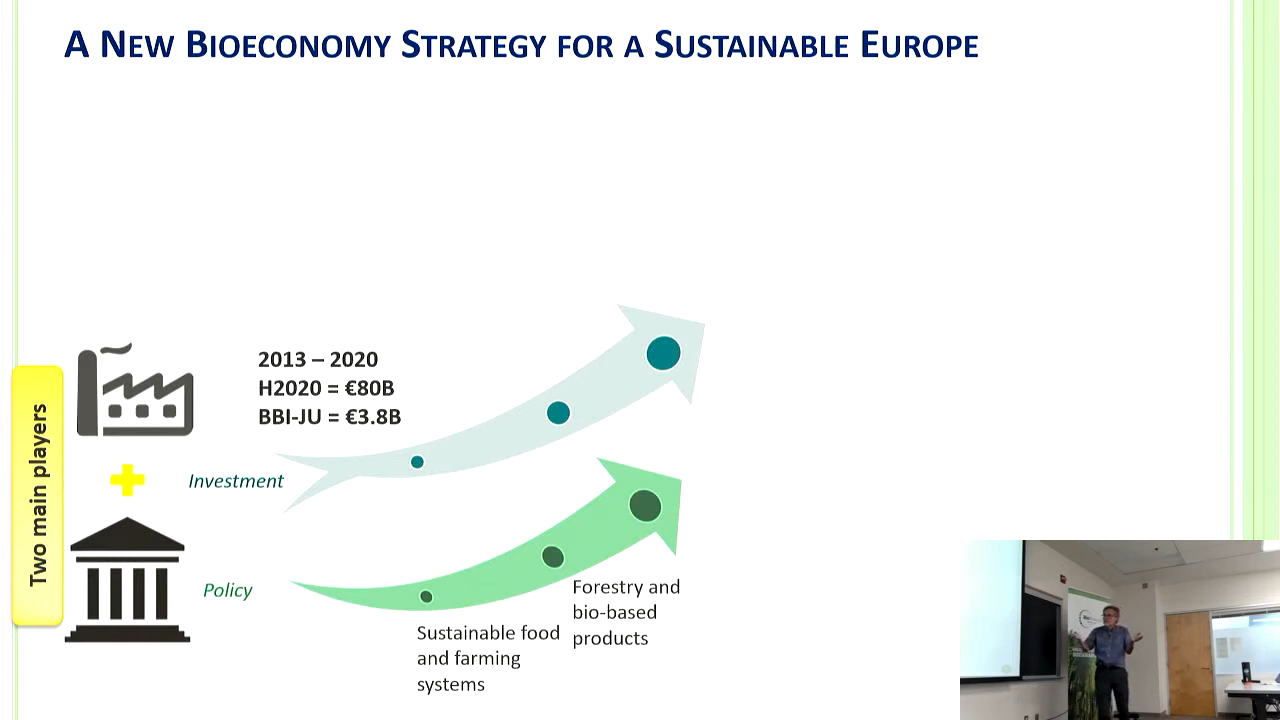 A NEW BIOECONOMY STRATEGY FOR A SUSTAINABLE EUROPE
Two main players
2013 – 2020
H2020 = €80B
BBI-JU = €3.8B
Investment
Policy
Forestry and
bio-based
products
Sustainable food
and farming
systems